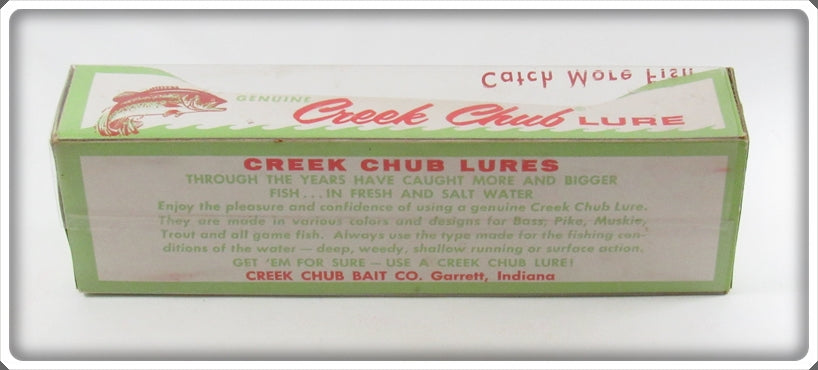 Catch More Fish
GENUINE Creek Chub LURE
CREEK CHUB LURES
THROUGH THE YEARS HAVE CAUGHT MORE AND BIGGER
FISH... IN FRESH AND SALT WATER
Enjoy the pleasure and confidence of using a genuine Creek Chub Lure.
They are made in various colors and designs for Bass, Pike, Muskie,
Trout and all game fish. Always use the type made for the fishing con-
ditions of the water — deep, weedy, shallow running or surface action.
GET 'EM FOR SURE — USE A CREEK CHUB LURE!
CREEK CHUB BAIT CO. Garrett, Indiana